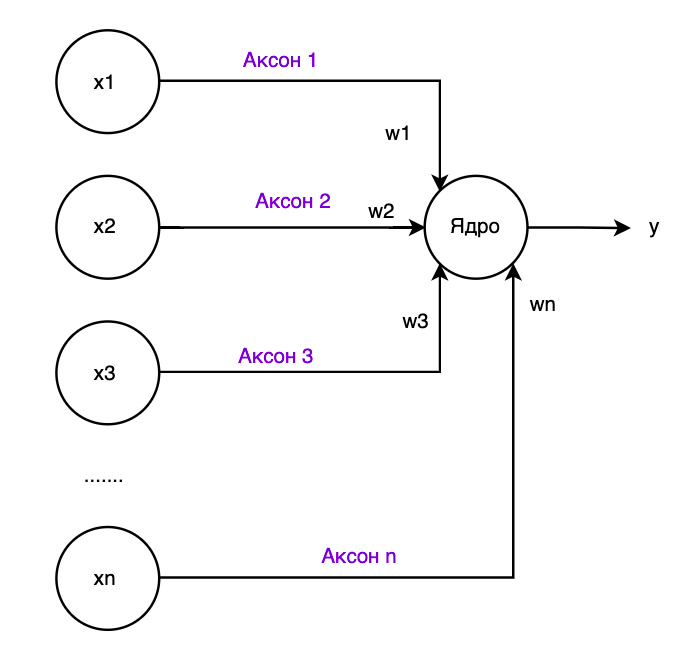 Аксон 1
x1
w1
Аксон 2
w2
x2
Ядро
y
wn
w3
Аксон 3
x3
.......
Аксон n
xn